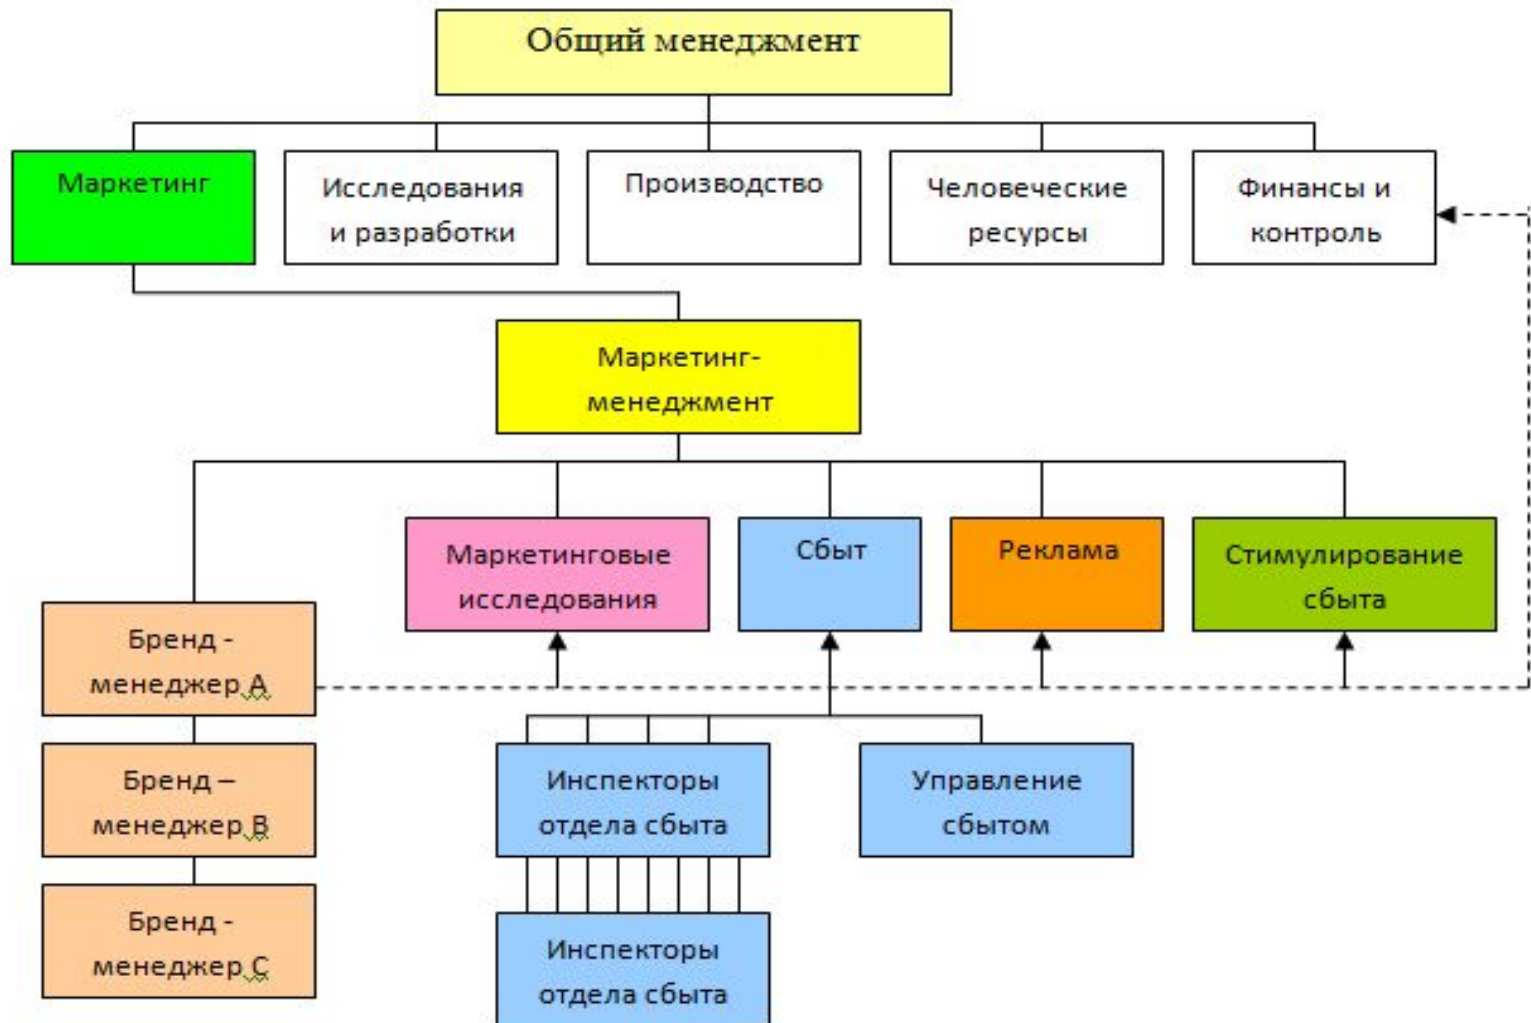 Общий менеджмент
Маркетинг
Исследования
и разработки
Производство
Человеческие
ресурсы
Финансы и
контроль
Маркетинг-
менеджмент
Маркетинговые
исследования
Сбыт
Реклама
Стимулирование
сбыта
Бренд -
менеджер А
Бренд –
менеджер В
Бренд -
менеджер С
Инспекторы
отдела сбыта
Управление
сбытом
Инспекторы
отдела сбыта